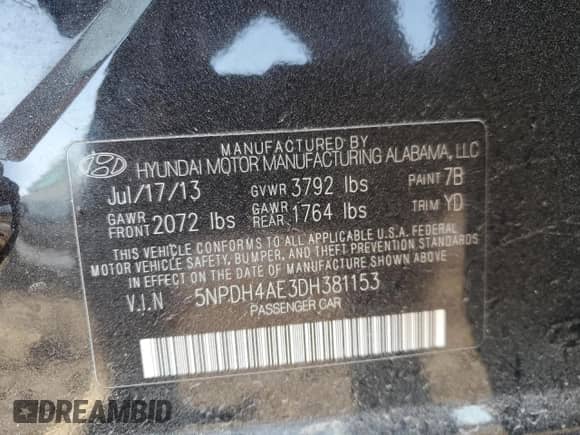 MANUFACTURED BY
HYUNDAI MOTOR MANUFACTURING ALABAMA, LLC
Jul/17/13 GVWR 3792 lbs PAINT 7B
GAWR FRONT 2072 lbs GAWR REAR 1764 lbs TRIM YD
THIS VEHICLE CONFORMS TO ALL APPLICABLE U.S.A. FEDERAL
MOTOR VEHICLE SAFETY, BUMPER, AND THEFT PREVENTION STANDARDS
IN EFFECT ON THE DATE OF MANUFACTURE SHOWN ABOVE
V.I.N 5NPDH4AE3DH381153
PASSENGER CAR
DREAMBID